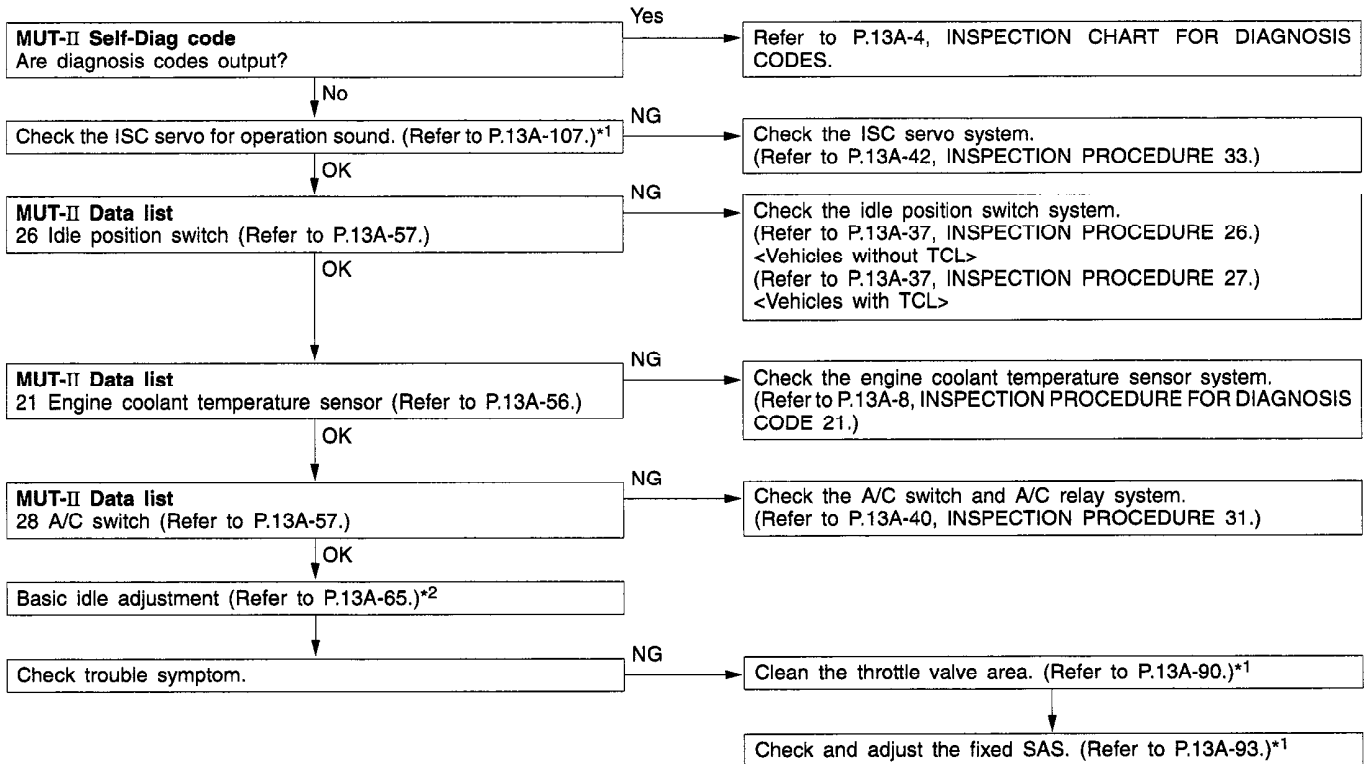 MUT-II Self-Diag code
Are diagnosis codes output?
Yes
Refer to P.13A-4, INSPECTION CHART FOR DIAGNOSIS
CODES.
No
Check the ISC servo for operation sound. (Refer to P.13A-107.)*1
NG
Check the ISC servo system.
(Refer to P.13A-42, INSPECTION PROCEDURE 33.)
OK
MUT-II Data list
26 Idle position switch (Refer to P.13A-57.)
NG
Check the idle position switch system.
(Refer to P.13A-37, INSPECTION PROCEDURE 26.)
<Vehicles without TCL>
(Refer to P.13A-37, INSPECTION PROCEDURE 27.)
<Vehicles with TCL>
OK
MUT-II Data list
21 Engine coolant temperature sensor (Refer to P.13A-56.)
NG
Check the engine coolant temperature sensor system.
(Refer to P.13A-8, INSPECTION PROCEDURE FOR DIAGNOSIS
CODE 21.)
OK
MUT-II Data list
28 A/C switch (Refer to P.13A-57.)
NG
Check the A/C switch and A/C relay system.
(Refer to P.13A-40, INSPECTION PROCEDURE 31.)
OK
Basic idle adjustment (Refer to P.13A-65.)*2
Check trouble symptom.
NG
Clean the throttle valve area. (Refer to P.13A-90.)*1
Check and adjust the fixed SAS. (Refer to P.13A-93.)*1